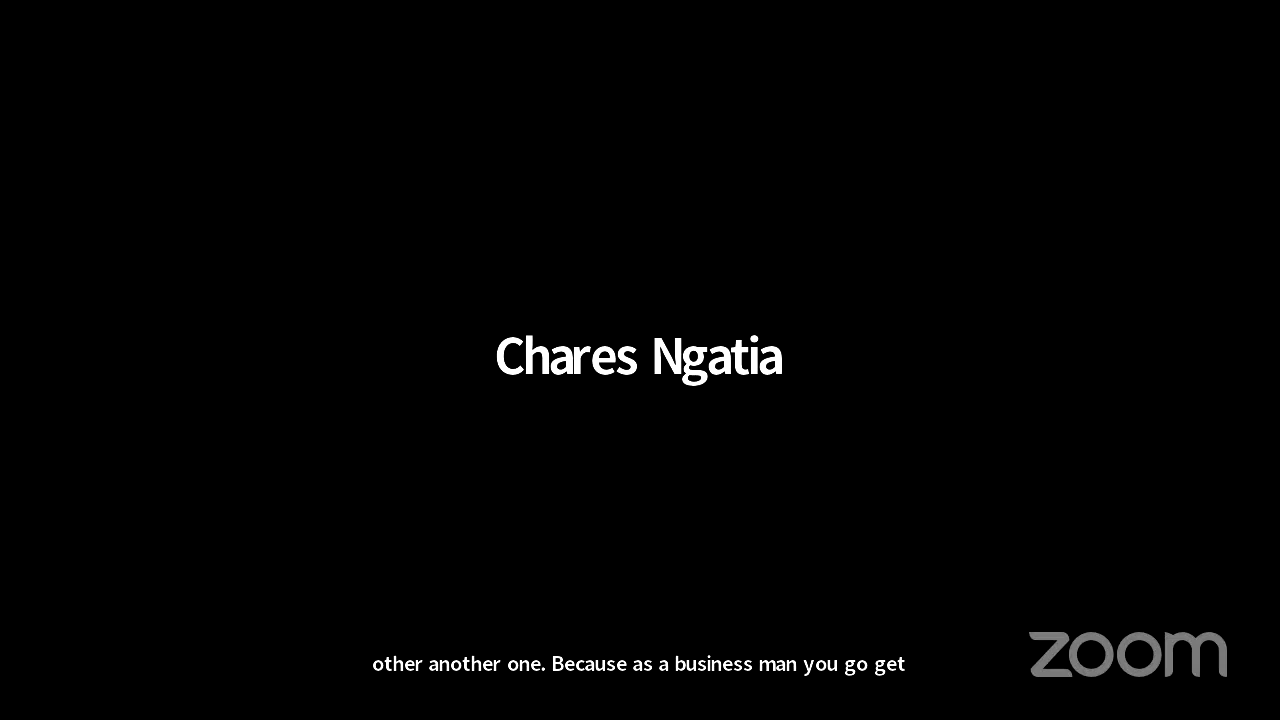 Chares Ngatia
other another one. Because as a business man you go get
zoom